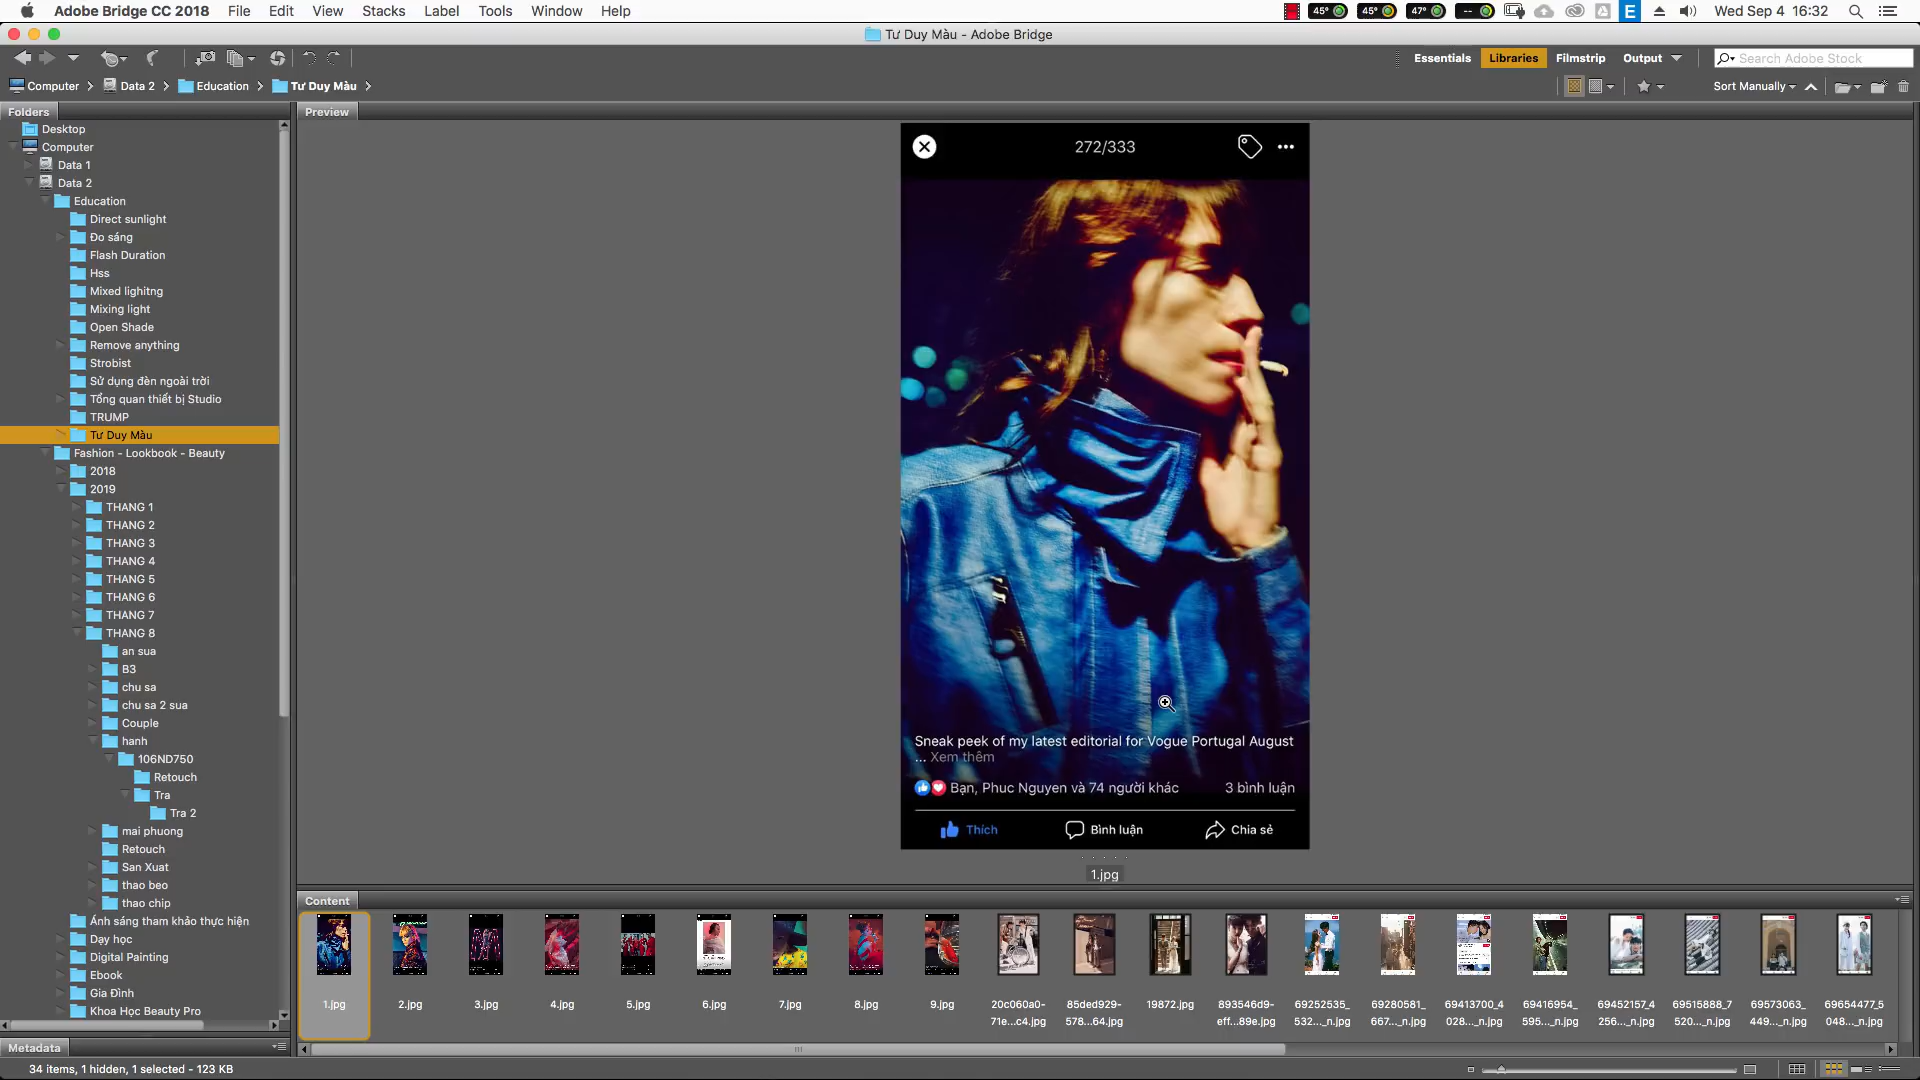 Adobe Bridge CC 2018 File Edit View Stacks Label Tools Window Help
45° 45° 47° -- E Wed Sep 4 16:32
Tư Duy Màu - Adobe Bridge
Essentials Libraries Filmstrip Output Search Adobe Stock
Computer Data 2 Education Tư Duy Màu
Sort Manually
Folders
Desktop
Computer
Data 1
Data 2
Education
Direct sunlight
Đo sáng
Flash Duration
Hss
Mixed lighitng
Mixing light
Open Shade
Remove anything
Strobist
Sử dụng đèn ngoài trời
Tổng quan thiết bị Studio
TRUMP
Tư Duy Màu
Fashion - Lookbook - Beauty
2018
2019
THANG 1
THANG 2
THANG 3
THANG 4
THANG 5
THANG 6
THANG 7
THANG 8
an sua
B3
chu sa
chu sa 2 sua
Couple
hanh
106ND750
Retouch
Tra
Tra 2
mai phuong
Retouch
San Xuat
thao beo
thao chip
Ánh sáng tham khảo thực hiện
Dạy học
Digital Painting
Ebook
Gia Đình
Khoa Học Beauty Pro
Metadata
34 items, 1 hidden, 1 selected - 123 KB
Preview
272/333
Sneak peek of my latest editorial for Vogue Portugal August
... Xem thêm
Bạn, Phuc Nguyen và 74 người khác 3 bình luận
Thích Bình luận Chia sẻ
1.jpg
Content
1.jpg 2.jpg 3.jpg 4.jpg 5.jpg 6.jpg 7.jpg 8.jpg 9.jpg 20c060a0- 85ded929- 19872.jpg 893546d9- 69252535_ 69280581_ 69413700_4 69416954_ 69452157_4 69515888_7 69573063_ 69654477_5
71e...c4.jpg 578...64.jpg eff...89e.jpg 532..._n.jpg 667..._n.jpg 028..._n.jpg 595..._n.jpg 256..._n.jpg 520..._n.jpg 449..._n.jpg 048..._n.jpg